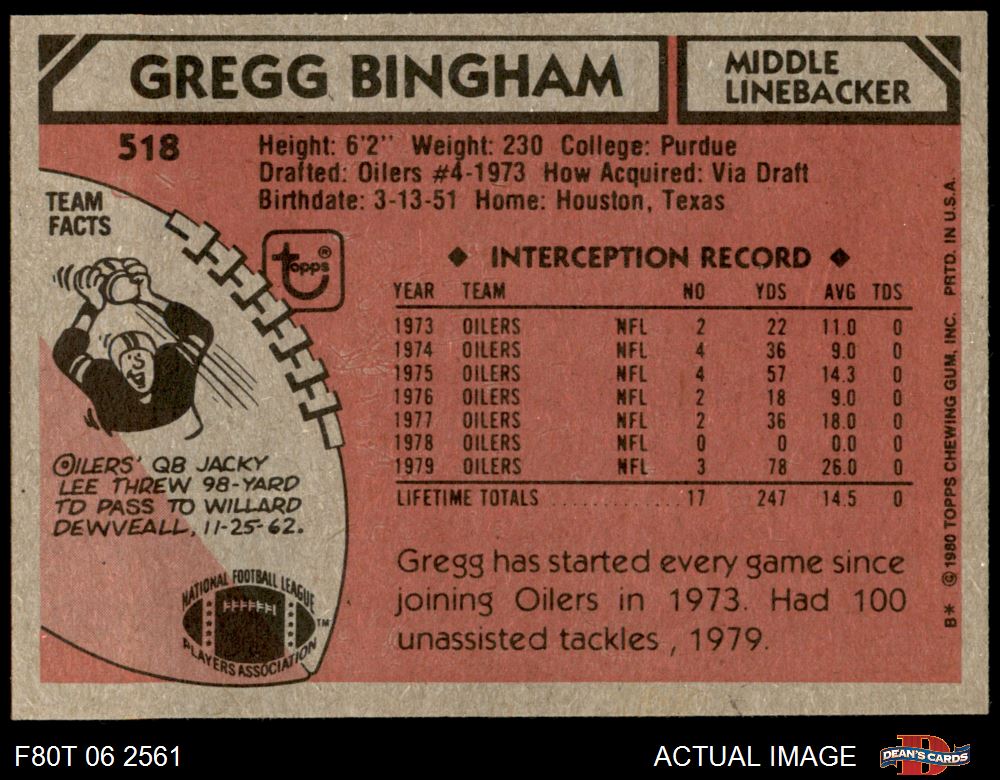 GREGG BINGHAM
MIDDLE
LINEBACKER
518
Height: 6'2" Weight: 230 College: Purdue
Drafted: Oilers #4-1973 How Acquired: Via Draft
Birthdate: 3-13-51 Home: Houston, Texas
TEAM
FACTS
topps®
◆ INTERCEPTION RECORD ◆
YEAR TEAM NO YDS AVG TDS
1973 OILERS NFL 2 22 11.0 0
1974 OILERS NFL 4 36 9.0 0
1975 OILERS NFL 4 57 14.3 0
1976 OILERS NFL 2 18 9.0 0
1977 OILERS NFL 2 36 18.0 0
1978 OILERS NFL 0 0 0.0 0
1979 OILERS NFL 3 78 26.0 0
LIFETIME TOTALS ............ 17 247 14.5 0
OILERS' QB JACKY
LEE THREW 98-YARD
TD PASS TO WILLARD
DEWVEALL, 11-25-62.
NATIONAL FOOTBALL LEAGUE
PLAYERS ASSOCIATION
TM
Gregg has started every game since
joining Oilers in 1973. Had 100
unassisted tackles , 1979.
B* © 1980 TOPPS CHEWING GUM, INC. PRTD. IN U.S.A.
F80T 06 2561
ACTUAL IMAGE
D
DEAN'S CARDS